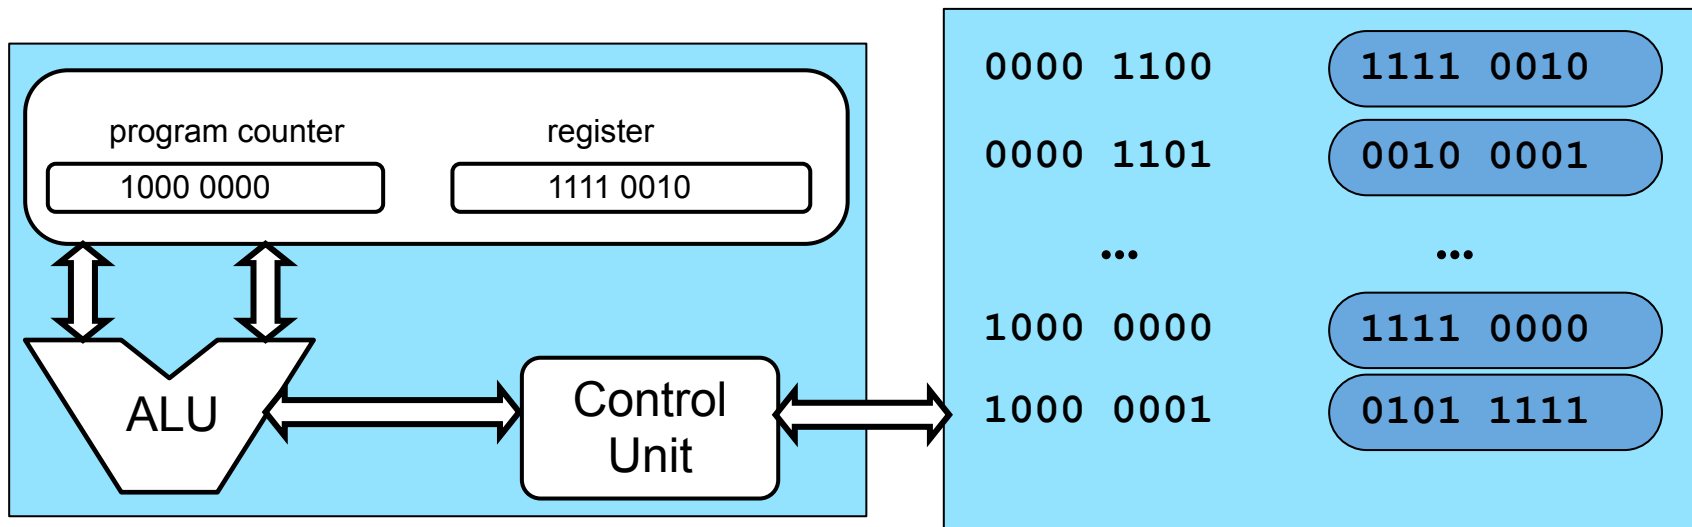 program counter register
1000 0000 1111 0010
ALU
Control
Unit
0000 1100 1111 0010
0000 1101 0010 0001
... ...
1000 0000 1111 0000
1000 0001 0101 1111